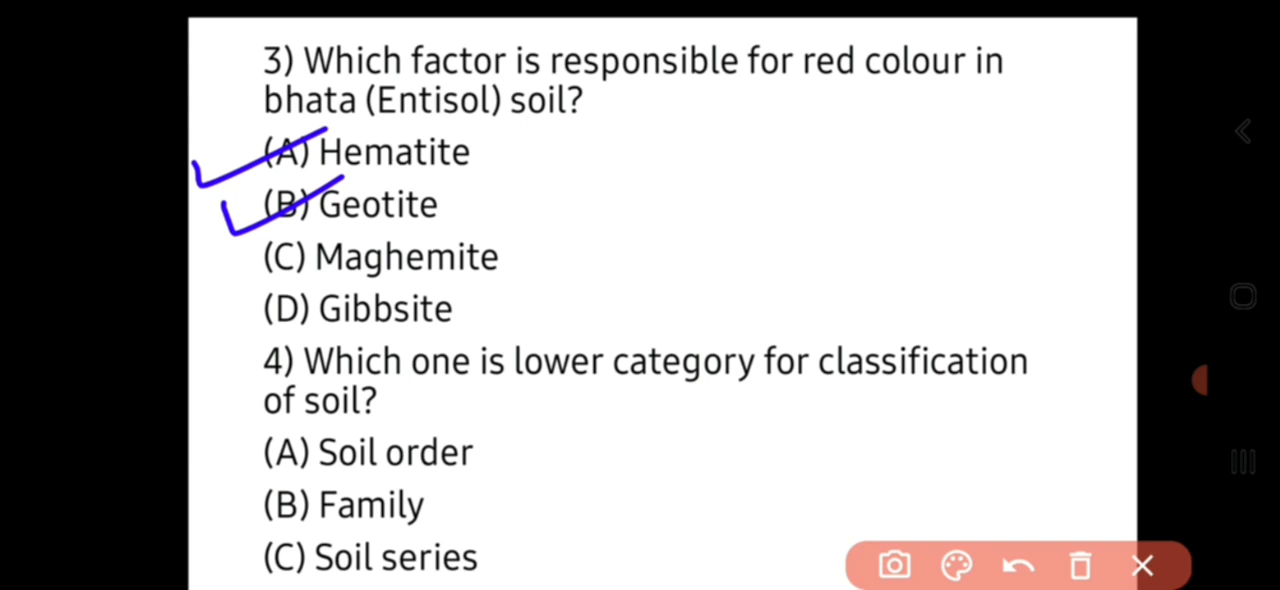 3) Which factor is responsible for red colour in
bhata (Entisol) soil?
(A) Hematite
(B) Geotite
(C) Maghemite
(D) Gibbsite
4) Which one is lower category for classification
of soil?
(A) Soil order
(B) Family
(C) Soil series